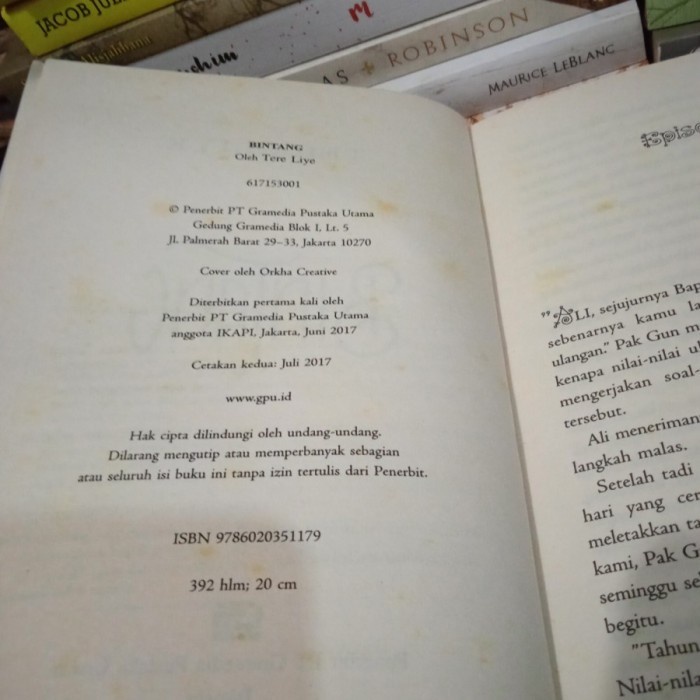 JACOB
M
AS + ROBINSON
MAURICE LEBLANC
BINTANG
Oleh Tere Liye
617153001
© Penerbit PT Gramedia Pustaka Utama
Gedung Gramedia Blok I, Lt. 5
Jl. Palmerah Barat 29–33, Jakarta 10270
Cover oleh Orkha Creative
Diterbitkan pertama kali oleh
Penerbit PT Gramedia Pustaka Utama
anggota IKAPI, Jakarta, Juni 2017
Cetakan kedua: Juli 2017
www.gpu.id
Hak cipta dilindungi oleh undang-undang.
Dilarang mengutip atau memperbanyak sebagian
atau seluruh isi buku ini tanpa izin tertulis dari Penerbit.
ISBN 9786020351179
392 hlm; 20 cm
Episo
"ALI, sejujurnya Bap
sebenarnya kamu la
ulangan." Pak Gun m
kenapa nilai-nilai ul
mengerjakan soal-
tersebut.
Ali meneriman
langkah malas.
Setelah tadi
hari yang cer
meletakkan ta
kami, Pak G
seminggu se
begitu.
"Tahun
Nilai-nila